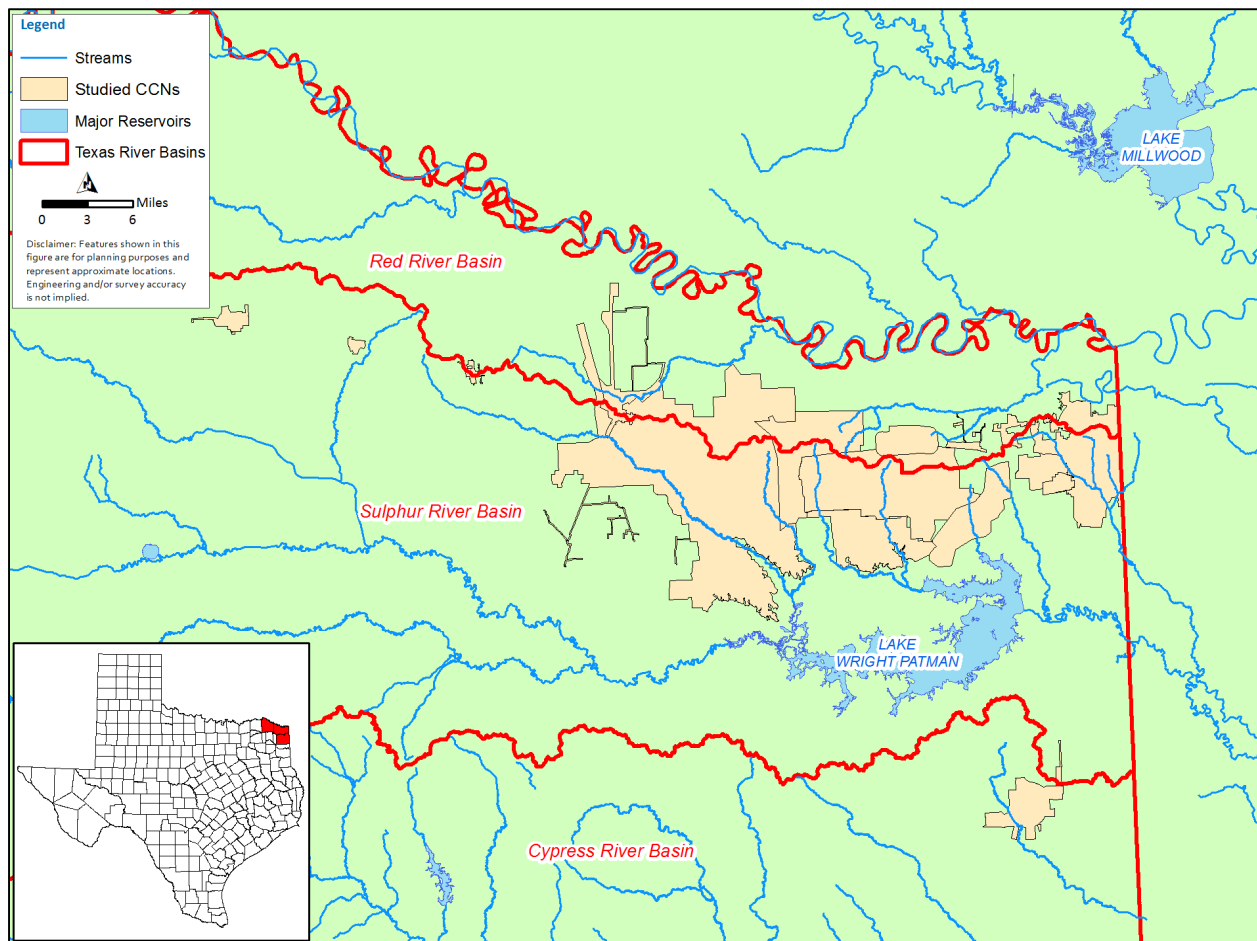 Legend
Streams
Studied CCNs
Major Reservoirs
Texas River Basins
Miles
0 3 6
Disclaimer: Features shown in this
figure are for planning purposes and
represent approximate locations.
Engineering and/or survey accuracy
is not implied.
LAKE
MILLWOOD
Red River Basin
Sulphur River Basin
LAKE
WRIGHT PATMAN
Cypress River Basin